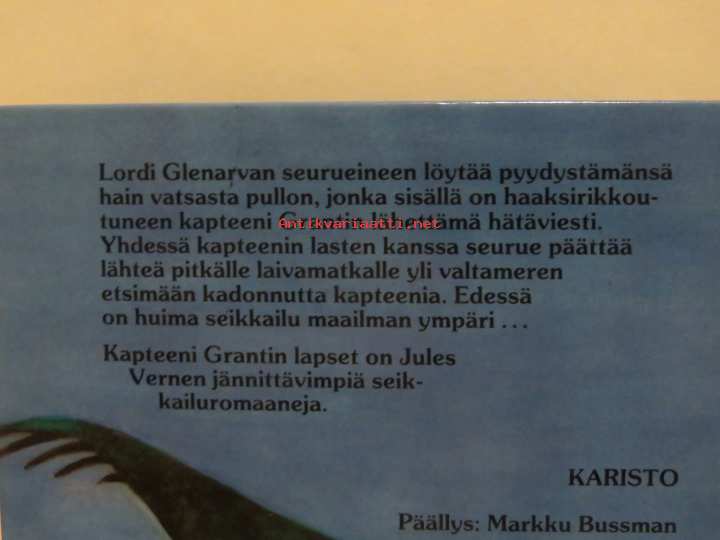 Lordi Glenarvan seurueineen löytää pyydystämänsä
hain vatsasta pullon, jonka sisällä on haaksirikkou-
tuneen kapteeni Grantin lähettämä hätäviesti.
Antikvariaatti.net
Yhdessä kapteenin lasten kanssa seurue päättää
lähteä pitkälle laivamatkalle yli valtameren
etsimään kadonnutta kapteenia. Edessä
on huima seikkailu maailman ympäri ...
Kapteeni Grantin lapset on Jules
Vernen jännittävimpiä seik-
kailuromaaneja.
KARISTO
Päällys: Markku Bussman